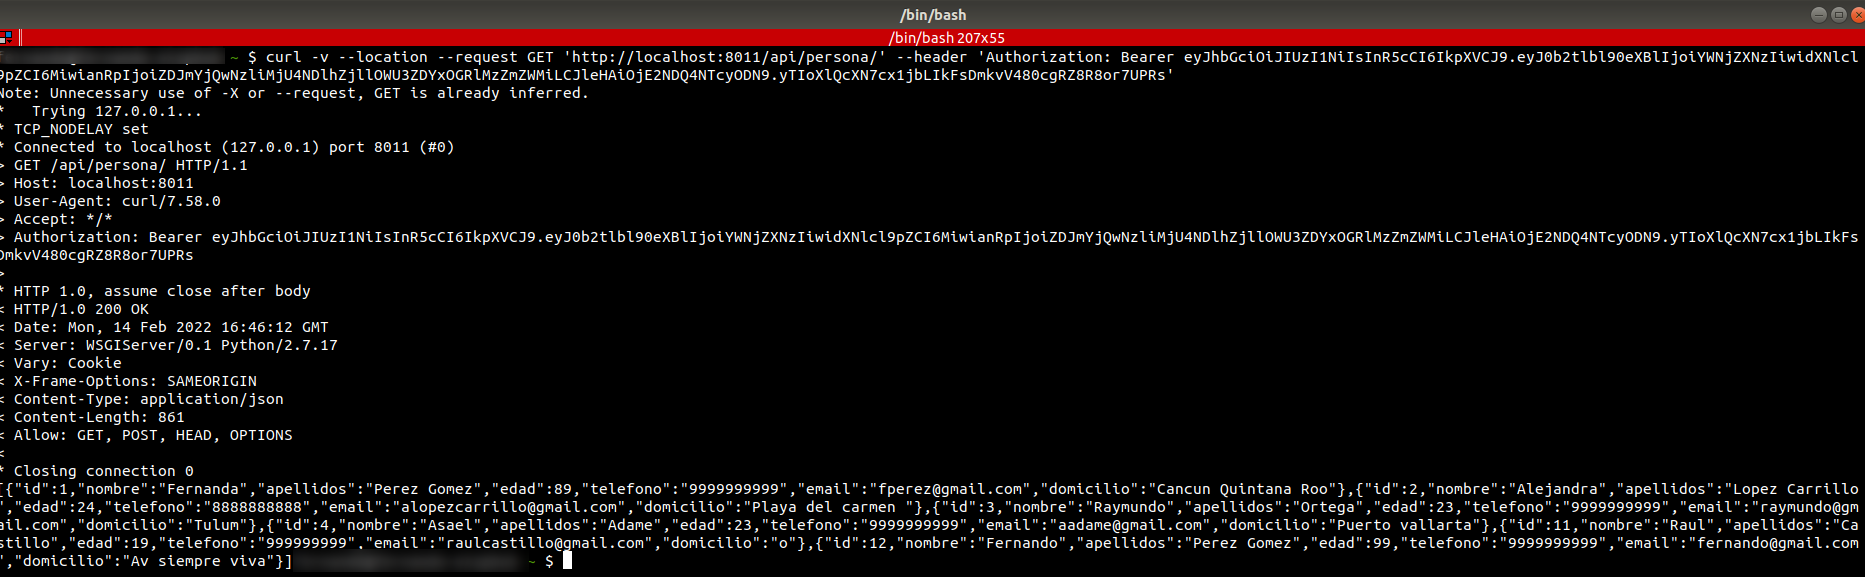 /bin/bash
/bin/bash 207x55
~ $ curl -v --location --request GET 'http://localhost:8011/api/persona/' --header 'Authorization: Bearer eyJhbGciOiJIUzI1NiIsInR5cCI6IkpXVCJ9.eyJ0b2tlbl90eXBlIjoiYWNjZXNzIiwidXNlcl
9pZCI6MiwianRpIjoiZDJmYjQwNzliMjU4NDlhZjllOWU3ZDYxOGRlMzZmZWMiLCJleHAiOjE2NDQ4NTcyODN9.yTIoXlQcXN7cx1jbLIkFsDmkvV480cgRZ8R8or7UPRs'
Note: Unnecessary use of -X or --request, GET is already inferred.
*   Trying 127.0.0.1...
* TCP_NODELAY set
* Connected to localhost (127.0.0.1) port 8011 (#0)
> GET /api/persona/ HTTP/1.1
> Host: localhost:8011
> User-Agent: curl/7.58.0
> Accept: */*
> Authorization: Bearer eyJhbGciOiJIUzI1NiIsInR5cCI6IkpXVCJ9.eyJ0b2tlbl90eXBlIjoiYWNjZXNzIiwidXNlcl9pZCI6MiwianRpIjoiZDJmYjQwNzliMjU4NDlhZjllOWU3ZDYxOGRlMzZmZWMiLCJleHAiOjE2NDQ4NTcyODN9.yTIoXlQcXN7cx1jbLIkFs
DmkvV480cgRZ8R8or7UPRs
>
* HTTP 1.0, assume close after body
< HTTP/1.0 200 OK
< Date: Mon, 14 Feb 2022 16:46:12 GMT
< Server: WSGIServer/0.1 Python/2.7.17
< Vary: Cookie
< X-Frame-Options: SAMEORIGIN
< Content-Type: application/json
< Content-Length: 861
< Allow: GET, POST, HEAD, OPTIONS
<
* Closing connection 0
[{"id":1,"nombre":"Fernanda","apellidos":"Perez Gomez","edad":89,"telefono":"9999999999","email":"fperez@gmail.com","domicilio":"Cancun Quintana Roo"},{"id":2,"nombre":"Alejandra","apellidos":"Lopez Carrillo
","edad":24,"telefono":"8888888888","email":"alopezcarrillo@gmail.com","domicilio":"Playa del carmen "},{"id":3,"nombre":"Raymundo","apellidos":"Ortega","edad":23,"telefono":"9999999999","email":"raymundo@gm
ail.com","domicilio":"Tulum"},{"id":4,"nombre":"Asael","apellidos":"Adame","edad":23,"telefono":"9999999999","email":"aadame@gmail.com","domicilio":"Puerto vallarta"},{"id":11,"nombre":"Raul","apellidos":"Ca
stillo","edad":19,"telefono":"999999999","email":"raulcastillo@gmail.com","domicilio":"o"},{"id":12,"nombre":"Fernando","apellidos":"Perez Gomez","edad":99,"telefono":"9999999999","email":"fernando@gmail.com
","domicilio":"Av siempre viva"}] ~ $